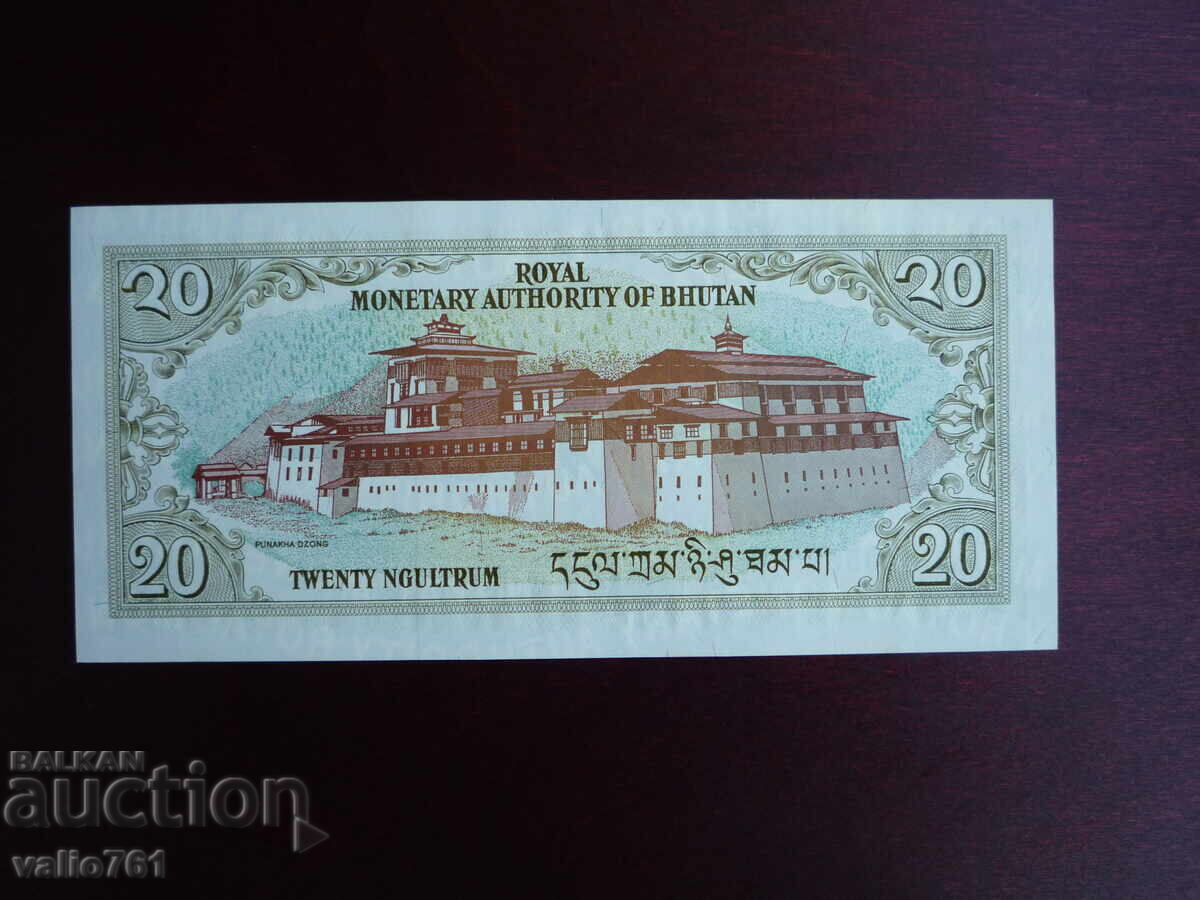 20
20
ROYAL
MONETARY AUTHORITY OF BHUTAN
PUNAKHA DZONG
20
TWENTY NGULTRUM
དངུལ་ཀྲམ་ཉི་ཤུ་ཐམ་པ།
20
BALKAN
auction
valio761